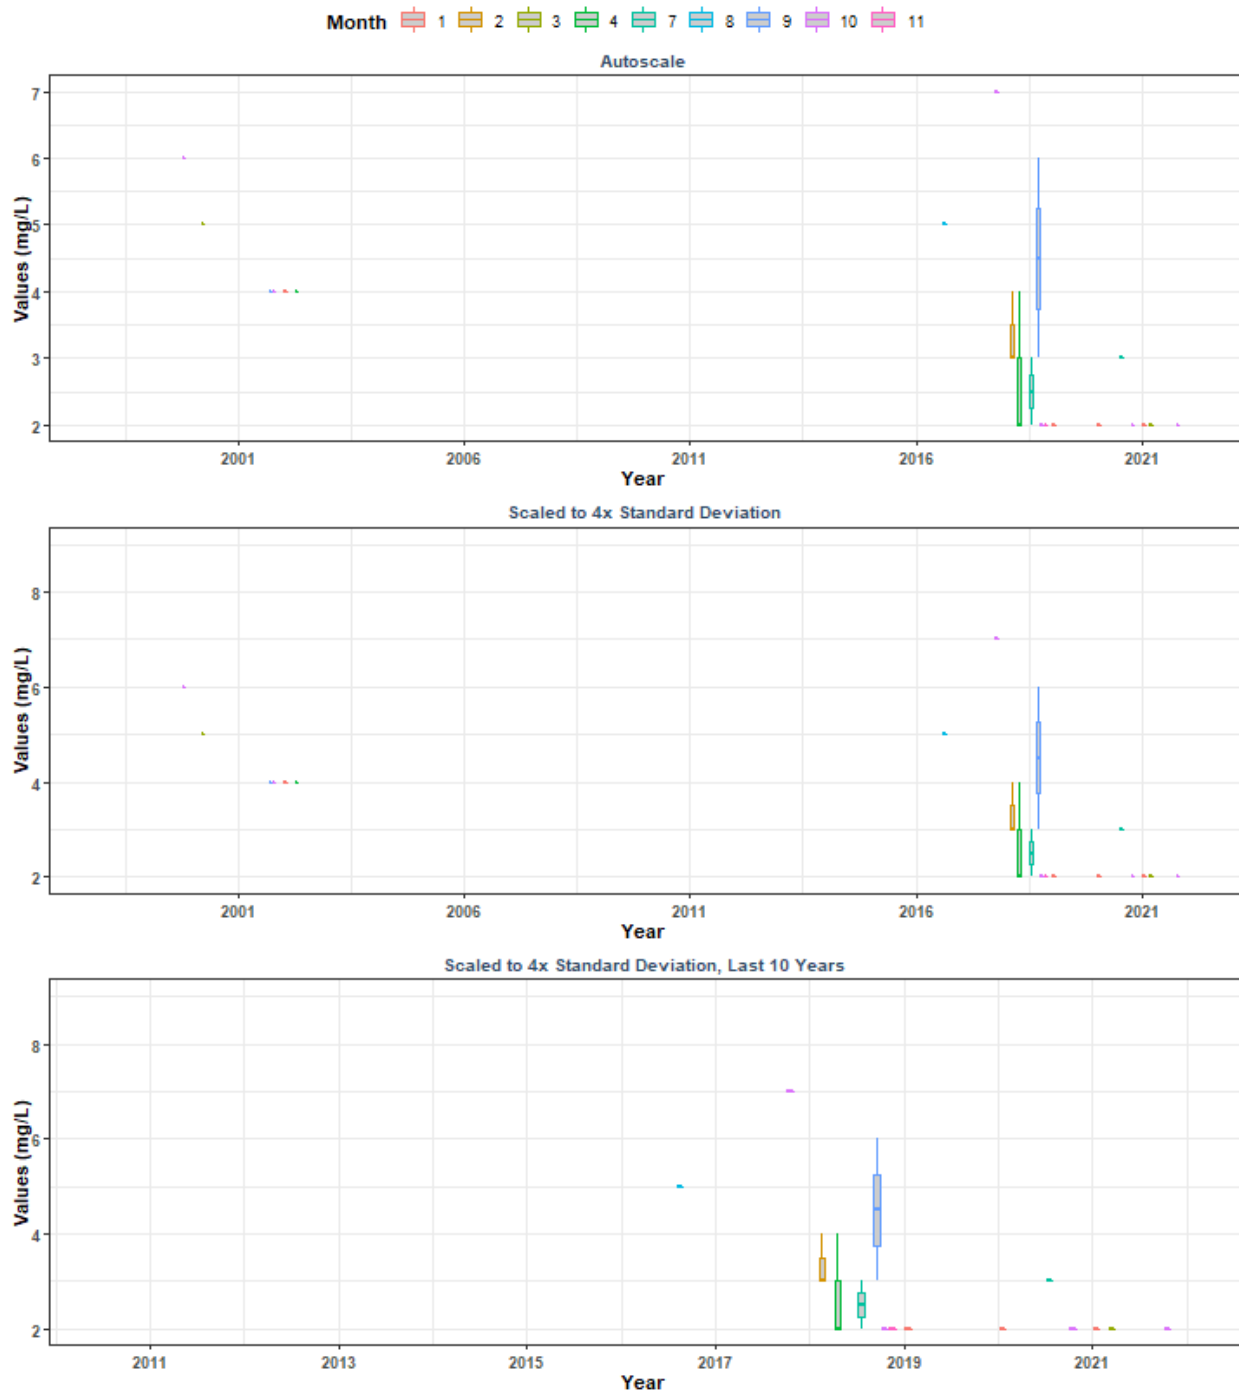 Month 1 2 3 4 7 8 9 10 11
Autoscale
Values (mg/L)
7
6
5
4
3
2
2001 2006 2011 2016 2021
Year
Scaled to 4x Standard Deviation
Values (mg/L)
8
6
4
2
2001 2006 2011 2016 2021
Year
Scaled to 4x Standard Deviation, Last 10 Years
Values (mg/L)
8
6
4
2
2011 2013 2015 2017 2019 2021
Year